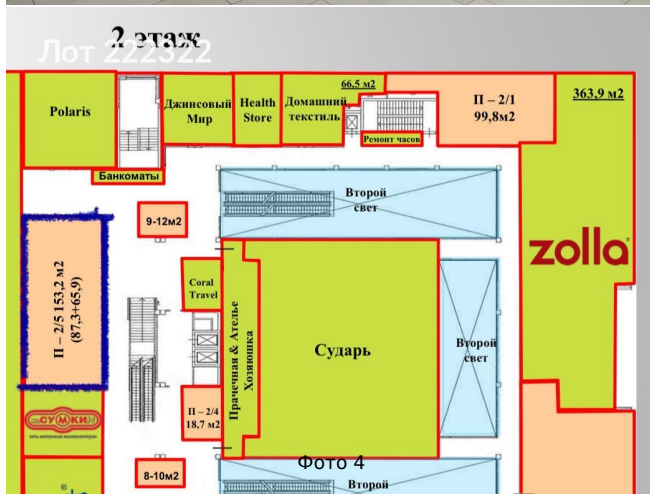 2 этаж
Лот 222322
66,5 м2
363,9 м2
Polaris
Джинсовый
Мир
Health
Store
Домашний
текстиль
П – 2/1
99,8м2
Ремонт часов
Банкоматы
9-12м2
Второй
свет
zolla
П – 2/5 153,2 м2
(87,3+65,9)
Coral
Travel
Прачечная & Ателье
Хозяюшка
Сударь
Второй
свет
П – 2/4
18,7 м2
СУМКИН
8-10м2
Фото 4
Второй